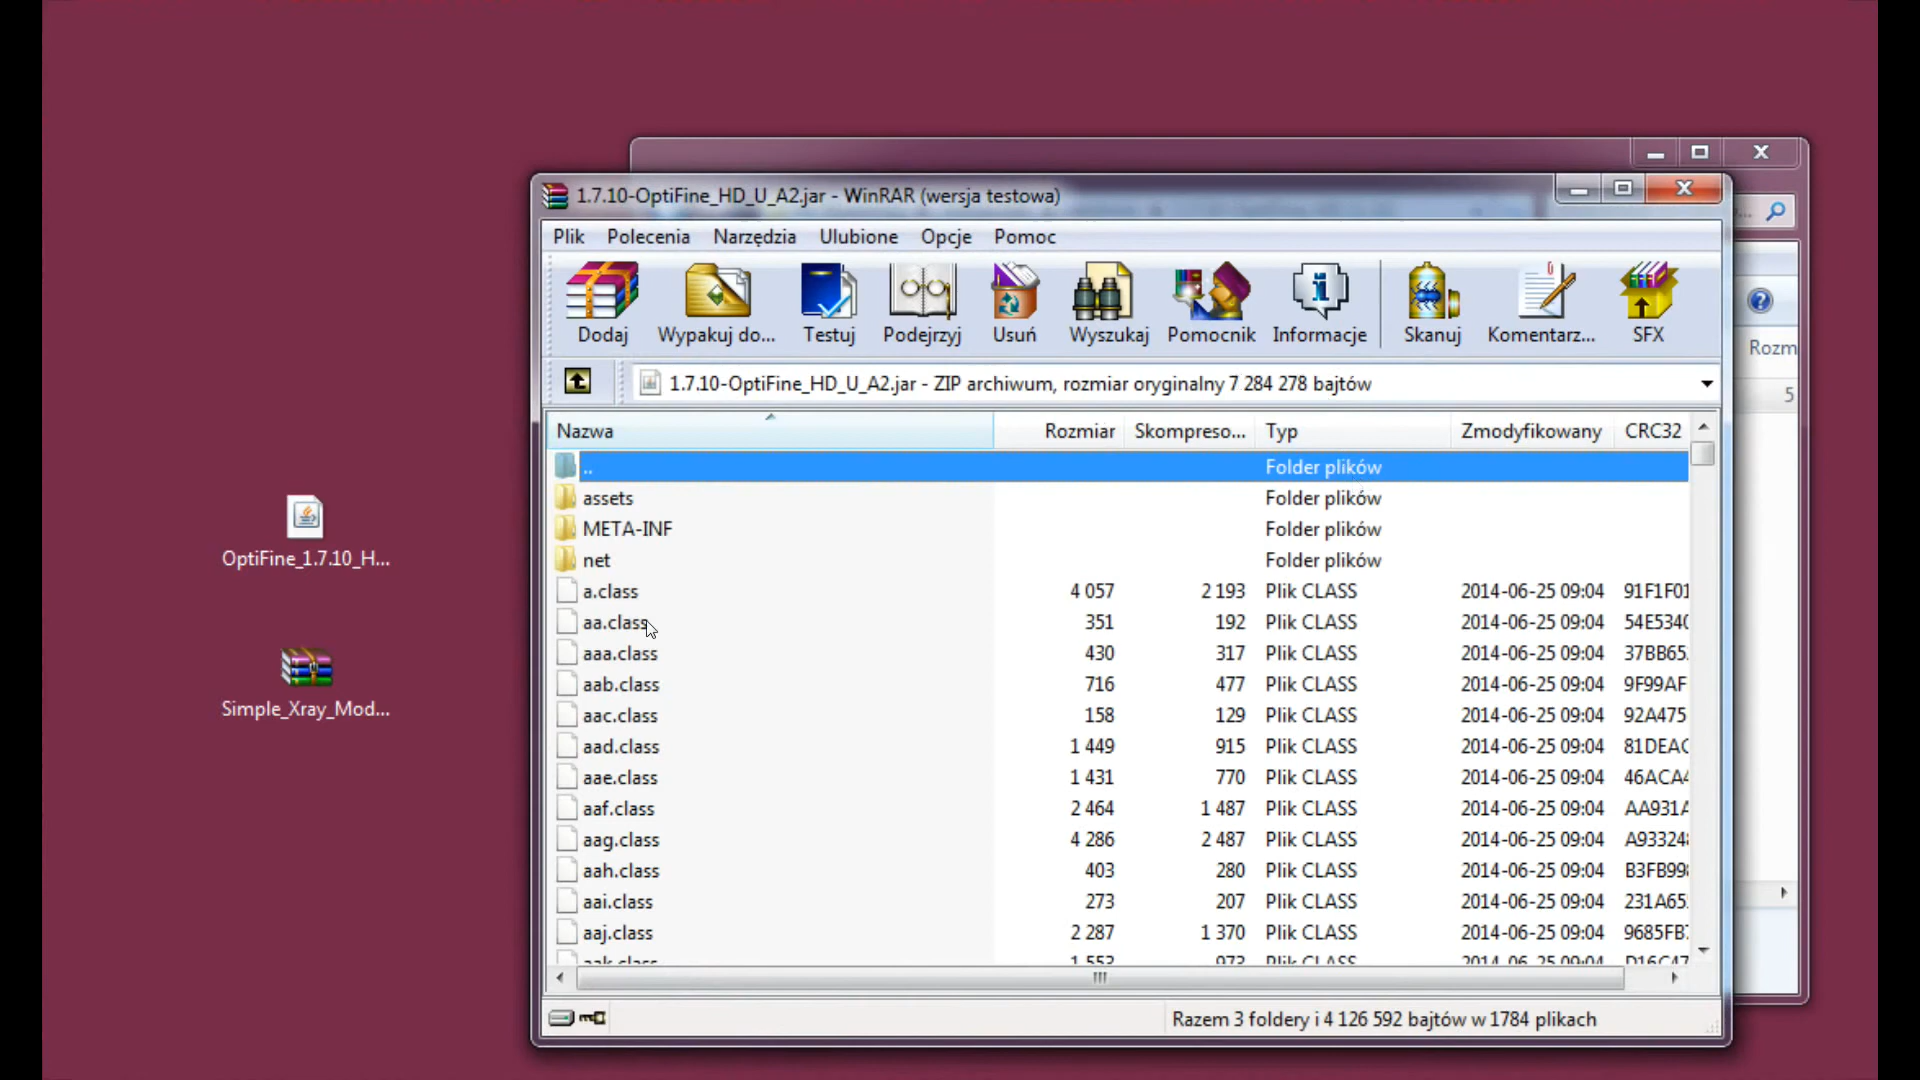 1.7.10-OptiFine_HD_U_A2.jar - WinRAR (wersja testowa)
Plik Polecenia Narzędzia Ulubione Opcje Pomoc
Dodaj Wypakuj do... Testuj Podejrzyj Usuń Wyszukaj Pomocnik Informacje Skanuj Komentarz... SFX
Rozm
1.7.10-OptiFine_HD_U_A2.jar - ZIP archiwum, rozmiar oryginalny 7 284 278 bajtów
5
Nazwa Rozmiar Skompreso... Typ Zmodyfikowany CRC32
.. Folder plików
assets Folder plików
META-INF Folder plików
net Folder plików
a.class 4 057 2 193 Plik CLASS 2014-06-25 09:04 91F1F01
aa.class 351 192 Plik CLASS 2014-06-25 09:04 54E534
aaa.class 430 317 Plik CLASS 2014-06-25 09:04 37BB65
aab.class 716 477 Plik CLASS 2014-06-25 09:04 9F99AF
aac.class 158 129 Plik CLASS 2014-06-25 09:04 92A475
aad.class 1 449 915 Plik CLASS 2014-06-25 09:04 81DEAC
aae.class 1 431 770 Plik CLASS 2014-06-25 09:04 46ACA4
aaf.class 2 464 1 487 Plik CLASS 2014-06-25 09:04 AA931A
aag.class 4 286 2 487 Plik CLASS 2014-06-25 09:04 A93324
aah.class 403 280 Plik CLASS 2014-06-25 09:04 B3FB99
aai.class 273 207 Plik CLASS 2014-06-25 09:04 231A65
aaj.class 2 287 1 370 Plik CLASS 2014-06-25 09:04 9685FB
Razem 3 foldery i 4 126 592 bajtów w 1784 plikach
OptiFine_1.7.10_H...
Simple_Xray_Mod...